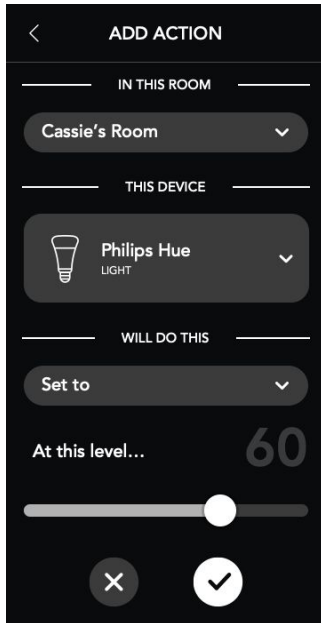 ADD ACTION
IN THIS ROOM
Cassie's Room
THIS DEVICE
Philips Hue
LIGHT
WILL DO THIS
Set to
At this level... 60